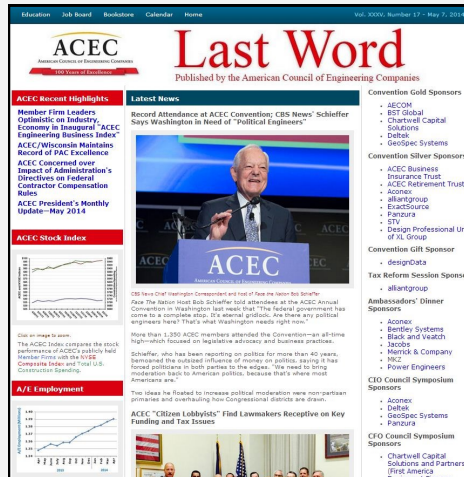 Education Job Board Bookstore Calendar Home
Vol. XXXV, Number 17 - May 7, 2014
ACEC
AMERICAN COUNCIL OF ENGINEERING COMPANIES
100 Years of Excellence
Last Word
Published by the American Council of Engineering Companies
ACEC Recent Highlights
Member Firm Leaders
Optimistic on Industry,
Economy in Inaugural "ACEC
Engineering Business Index"
ACEC/Wisconsin Maintains
Record of PAC Excellence
ACEC Concerned over
Impact of Administration's
Directives on Federal
Contractor Compensation
Rules
ACEC President's Monthly
Update—May 2014
ACEC Stock Index
Click on image to zoom.
The ACEC Index compares the stock
performance of ACEC's publicly held
Member Firms with the NYSE
Composite Index and Total U.S.
Construction Spending.
A/E Employment
Latest News
Record Attendance at ACEC Convention; CBS News' Schieffer
Says Washington in Need of "Political Engineers"
ACEC
CBS News Chief Washington Correspondent and host of Face the Nation Bob Schieffer
Face The Nation Host Bob Schieffer told attendees at the ACEC Annual
Convention in Washington last week that "The federal government has
come to a complete stop. It's eternal gridlock. Are there any political
engineers here? That's what Washington needs right now."
More than 1,350 ACEC members attended the Convention—an all-time
high—which focused on legislative advocacy and business practices.
Schieffer, who has been reporting on politics for more than 40 years,
bemoaned the outsized influence of money on politics, saying it has
forced politicians in both parties to the edges. "We need to bring
moderation back to American politics, because that's where most
Americans are."
Two ideas he floated to increase political moderation were non-partisan
primaries and overhauling how Congressional districts are drawn.
ACEC "Citizen Lobbyists" Find Lawmakers Receptive on Key
Funding and Tax Issues
Convention Gold Sponsors
AECOM
BST Global
Chartwell Capital
Solutions
Deltek
GeoSpec Systems
Convention Silver Sponsors
ACEC Business
Insurance Trust
ACEC Retirement Trust
Aconex
alliantgroup
ExactSource
Panzura
STV
Design Professional Un
of XL Group
Convention Gift Sponsor
designData
Tax Reform Session Sponso
alliantgroup
Ambassadors' Dinner
Sponsors
Aconex
Bentley Systems
Black and Veatch
Jacobs
Merrick & Company
MKZ
Power Engineers
CIO Council Symposium
Sponsors
Aconex
Deltek
GeoSpec Systems
Panzura
CFO Council Symposium
Sponsors
Chartwell Capital
Solutions and Partners
(First America